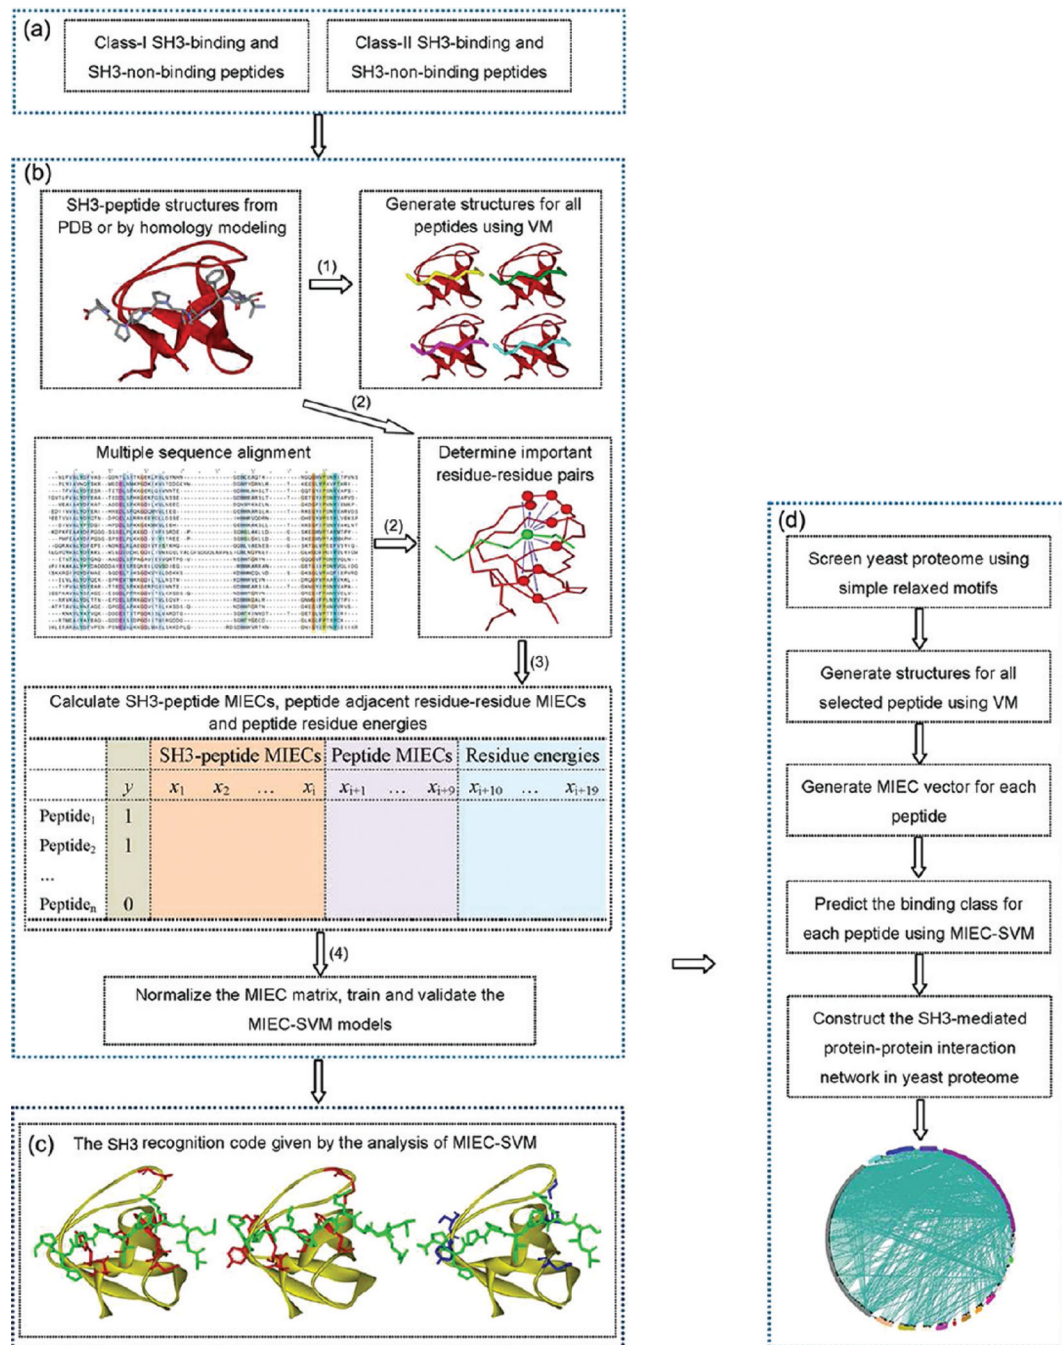 (a)
Class-I SH3-binding and
SH3-non-binding peptides
Class-II SH3-binding and
SH3-non-binding peptides
(b)
SH3-peptide structures from
PDB or by homology modeling
(1)
Generate structures for all
peptides using VM
(2)
Multiple sequence alignment
(2)
Determine important
residue-residue pairs
(3)
Calculate SH3-peptide MIECs, peptide adjacent residue-residue MIECs
and peptide residue energies
SH3-peptide MIECs Peptide MIECs Residue energies
y x1 x2 ... xi xi+1 ... xi+9 xi+10 ... xi+19
Peptide1 1
Peptide2 1
...
Peptiden 0
(4)
Normalize the MIEC matrix, train and validate the
MIEC-SVM models
(c)
The SH3 recognition code given by the analysis of MIEC-SVM
(d)
Screen yeast proteome using
simple relaxed motifs
Generate structures for all
selected peptide using VM
Generate MIEC vector for each
peptide
Predict the binding class for
each peptide using MIEC-SVM
Construct the SH3-mediated
protein-protein interaction
network in yeast proteome